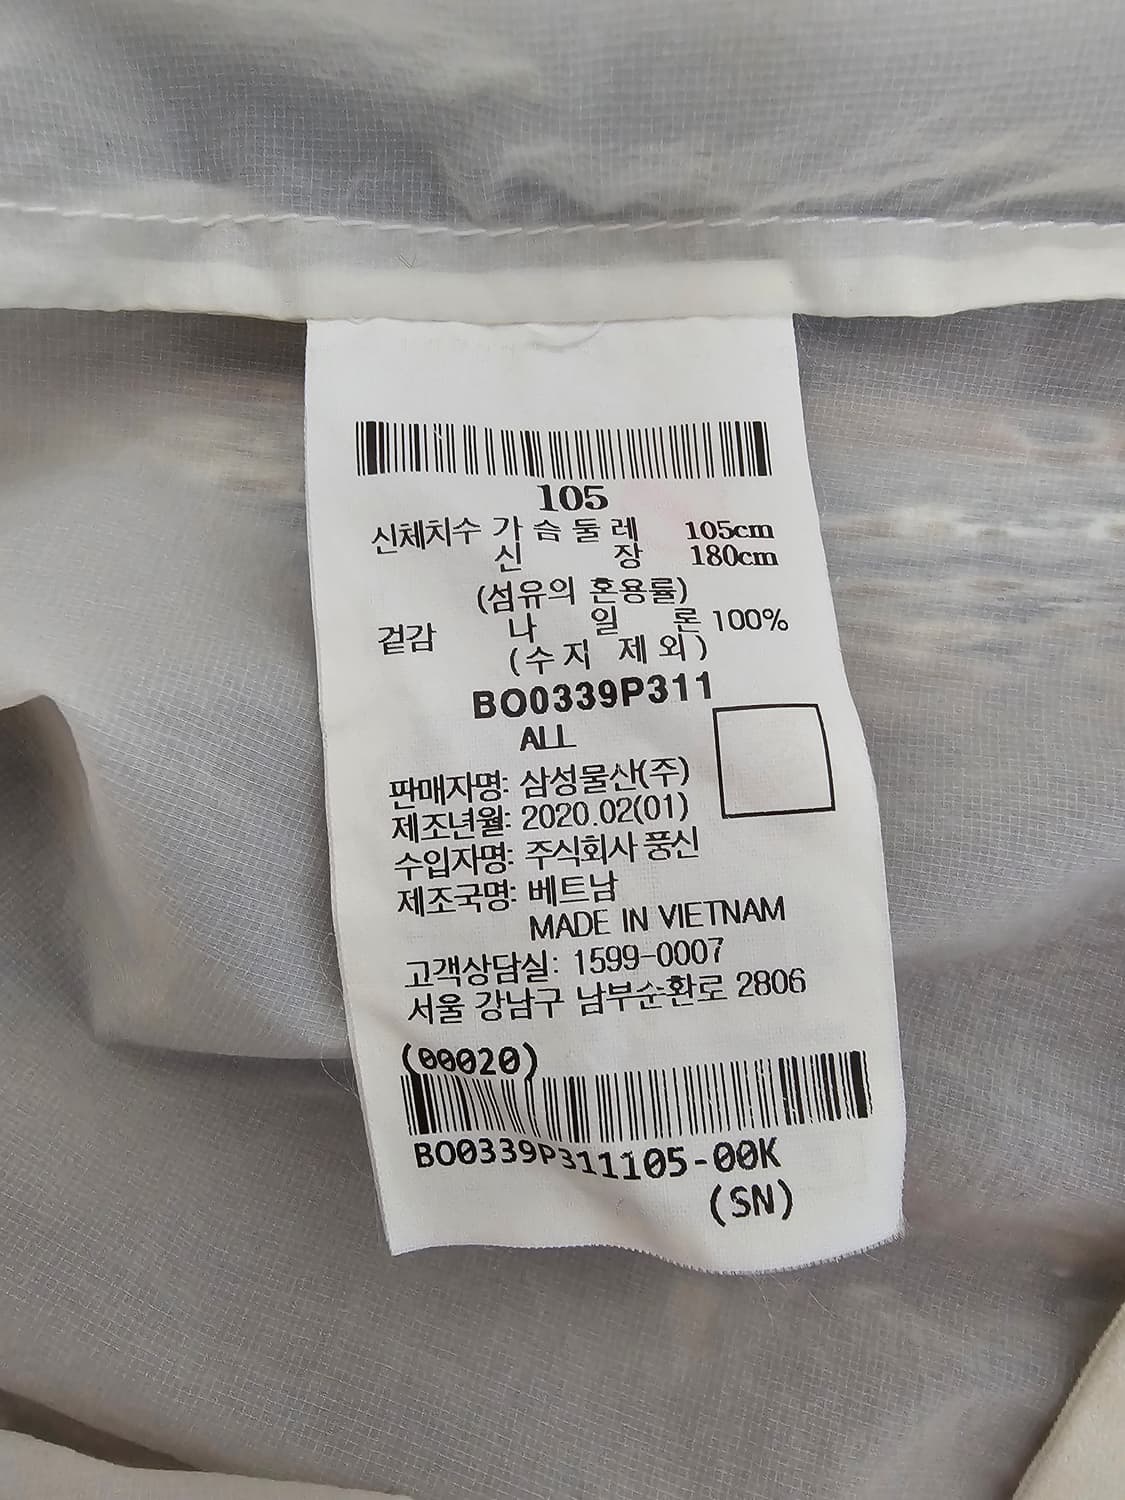 105
신체치수 가슴둘레 105cm
신 장 180cm
(섬유의 혼용률)
겉감 나 일 론 100%
(수지 제외)
BO0339P311
ALL
판매자명: 삼성물산(주)
제조년월: 2020.02(01)
수입자명: 주식회사 풍신
제조국명: 베트남
MADE IN VIETNAM
고객상담실: 1599-0007
서울 강남구 남부순환로 2806
(00020)
BO0339P311105-00K
(SN)